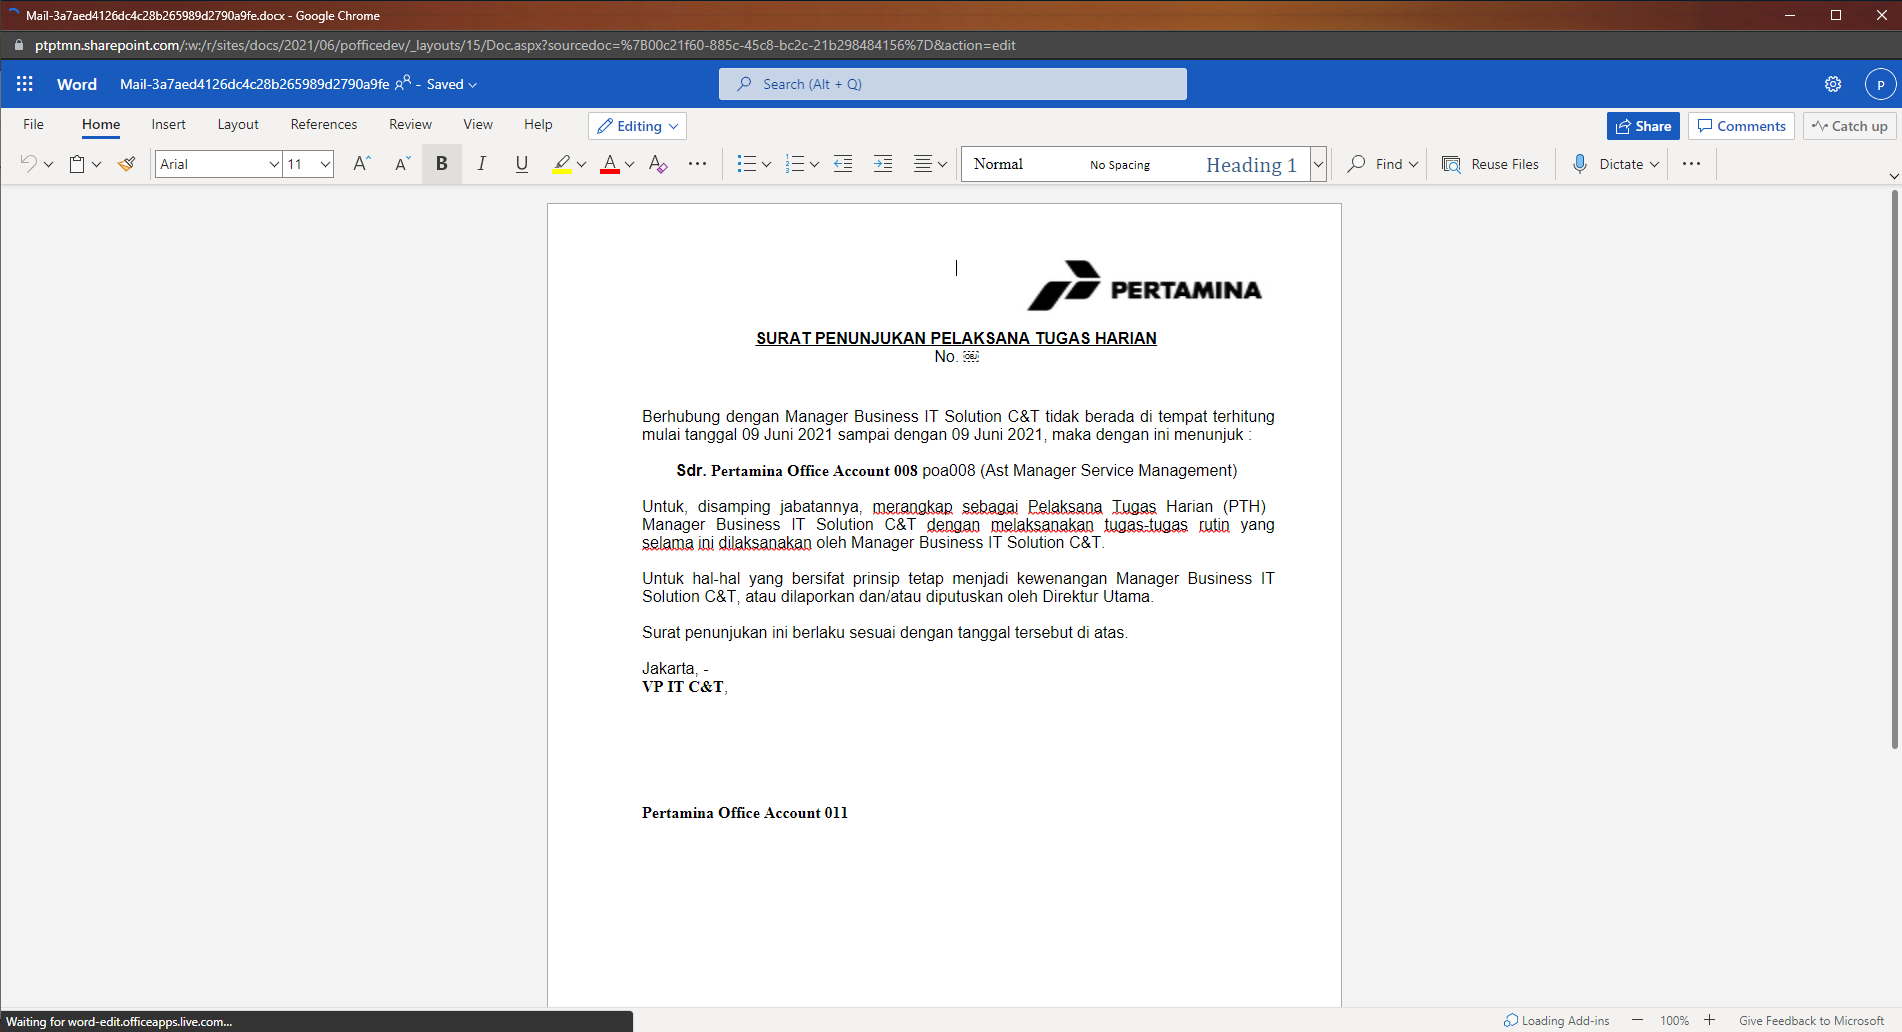 Mail-3a7aed4126dc4c28b265989d2790a9fe.docx - Google Chrome
ptptmn.sharepoint.com/:w:/r/sites/docs/2021/06/pofficedev/_layouts/15/Doc.aspx?sourcedoc=%7B00c21f60-885c-45c8-bc2c-21b298484156%7D&action=edit
Word Mail-3a7aed4126dc4c28b265989d2790a9fe - Saved Search (Alt + Q) P
File Home Insert Layout References Review View Help Editing Share Comments Catch up
Arial 11 A A B I U A A Normal No Spacing Heading 1 Find Reuse Files Dictate
PERTAMINA
SURAT PENUNJUKAN PELAKSANA TUGAS HARIAN
No. OBJ
Berhubung dengan Manager Business IT Solution C&T tidak berada di tempat terhitung
mulai tanggal 09 Juni 2021 sampai dengan 09 Juni 2021, maka dengan ini menunjuk :
Sdr. Pertamina Office Account 008 poa008 (Ast Manager Service Management)
Untuk, disamping jabatannya, merangkap sebagai Pelaksana Tugas Harian (PTH)
Manager Business IT Solution C&T dengan melaksanakan tugas-tugas rutin yang
selama ini dilaksanakan oleh Manager Business IT Solution C&T.
Untuk hal-hal yang bersifat prinsip tetap menjadi kewenangan Manager Business IT
Solution C&T, atau dilaporkan dan/atau diputuskan oleh Direktur Utama.
Surat penunjukan ini berlaku sesuai dengan tanggal tersebut di atas.
Jakarta, -
VP IT C&T,
Pertamina Office Account 011
Waiting for word-edit.officeapps.live.com...
Loading Add-ins 100% Give Feedback to Microsoft